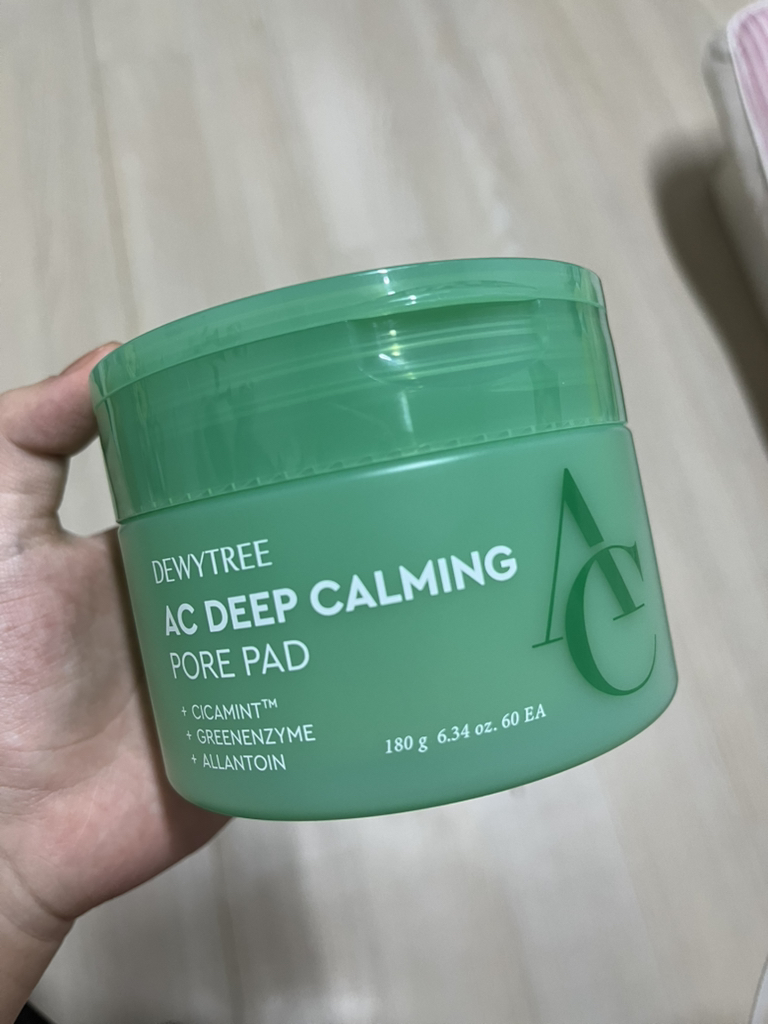 DEWYTREE
AC DEEP CALMING
PORE PAD
+ CICAMINT™
+ GREENENZYME
+ ALLANTOIN
180 g 6.34 oz. 60 EA
AC